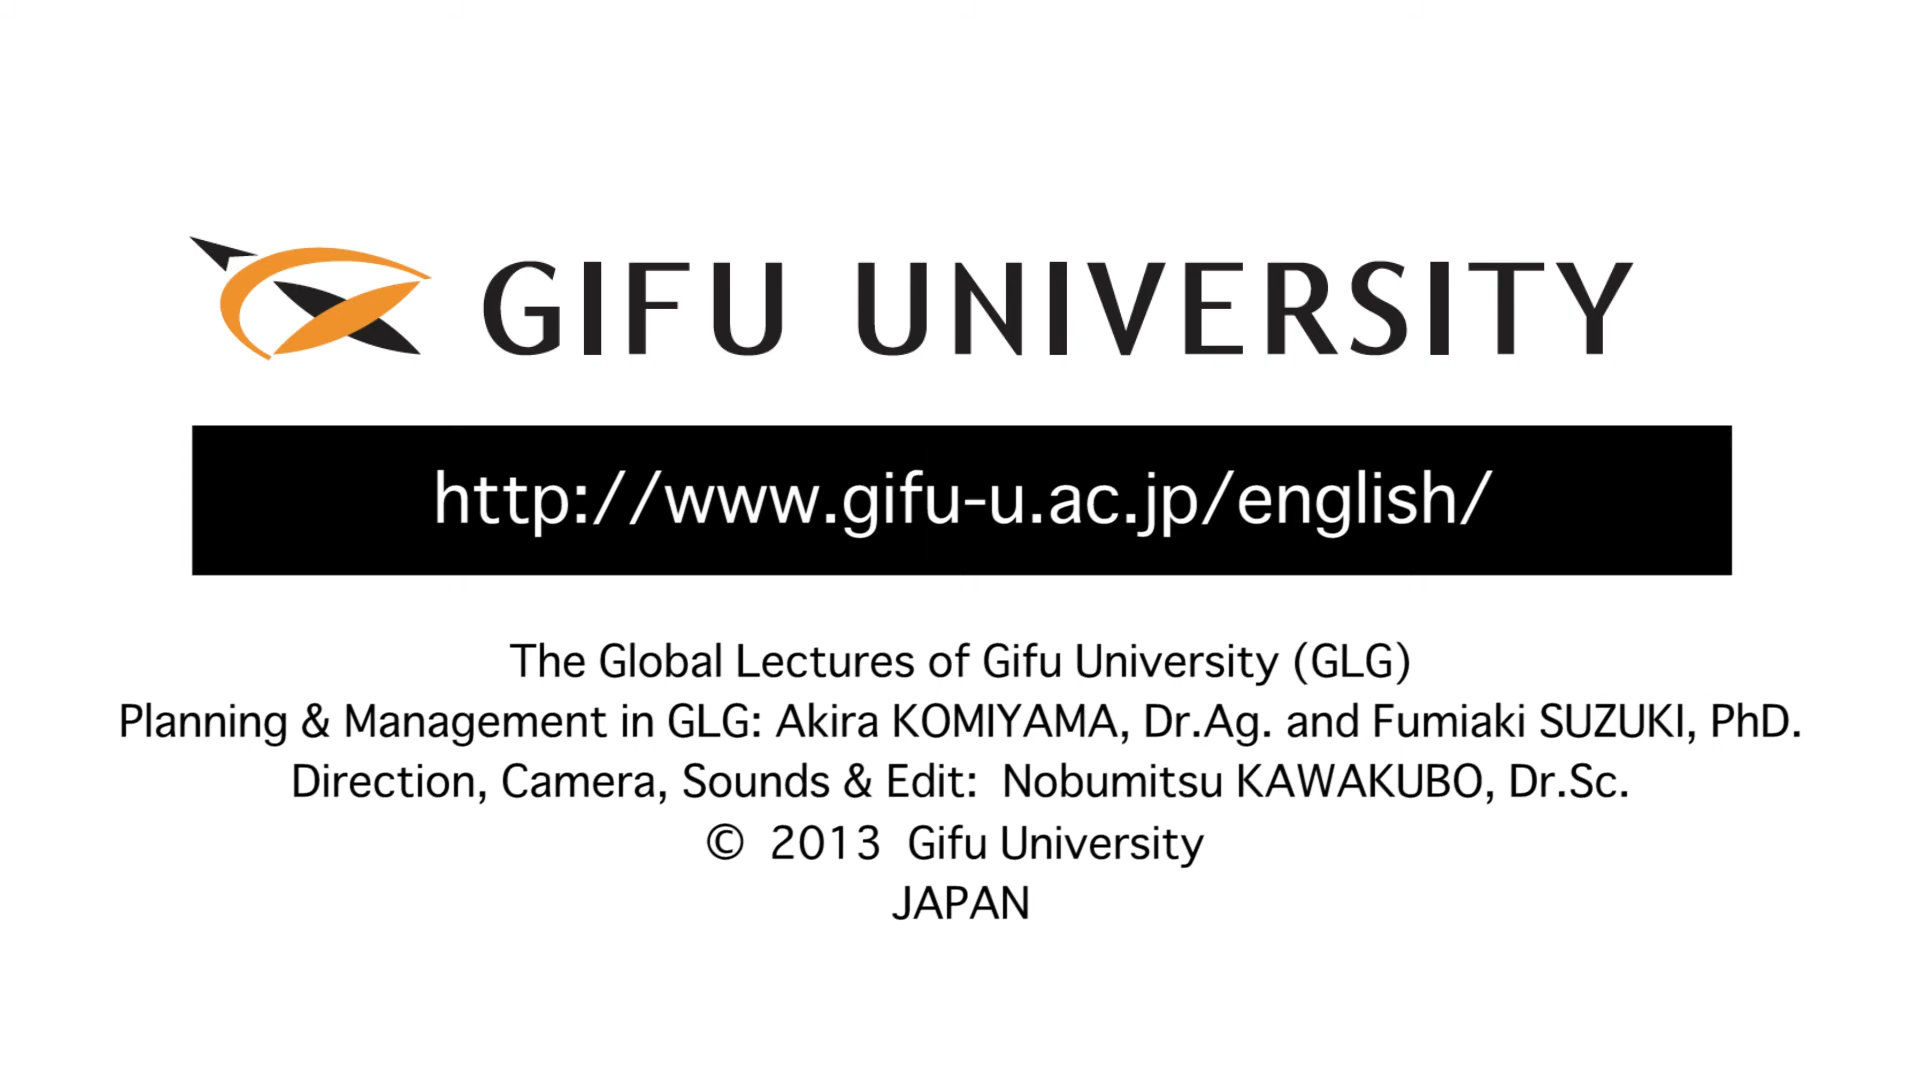 GIFU UNIVERSITY
http://www.gifu-u.ac.jp/english/
The Global Lectures of Gifu University (GLG)
Planning & Management in GLG: Akira KOMIYAMA, Dr.Ag. and Fumiaki SUZUKI, PhD.
Direction, Camera, Sounds & Edit:  Nobumitsu KAWAKUBO, Dr.Sc.
©  2013  Gifu University
JAPAN